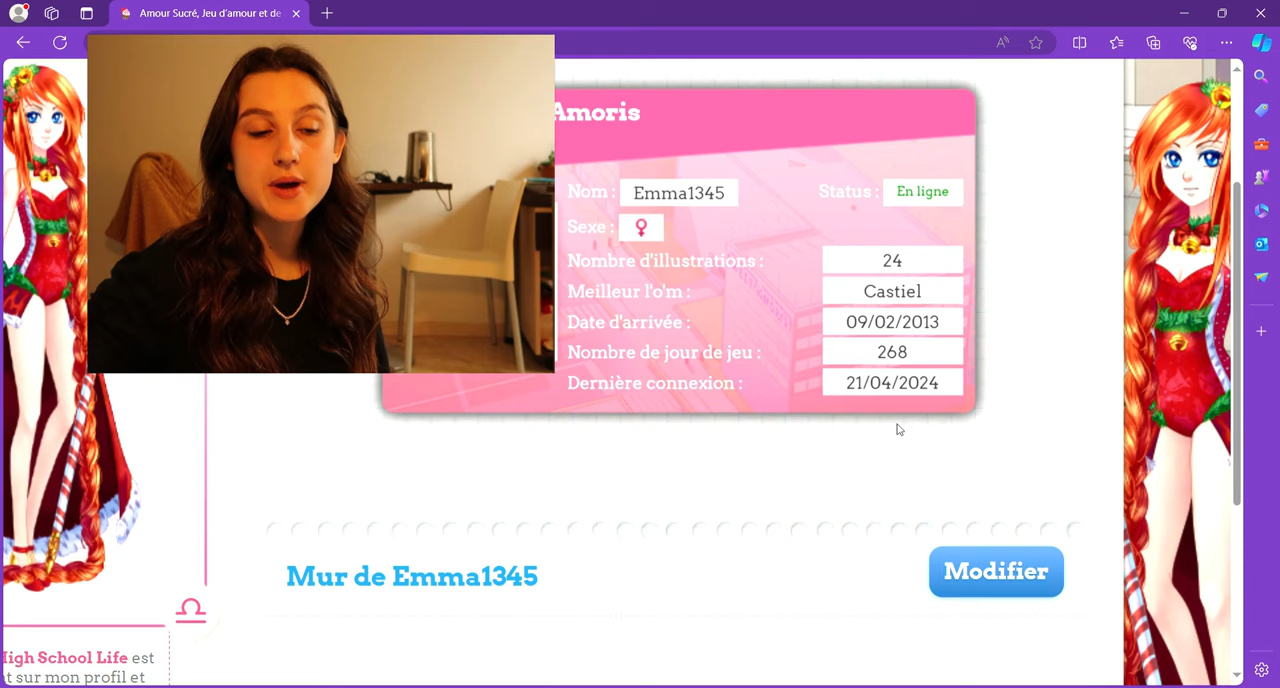 Amour Sucré, Jeu d'amour et de
Amoris
Nom : Emma1345
Status : En ligne
Sexe :
Nombre d'illustrations : 24
Meilleur l'o'm : Castiel
Date d'arrivée : 09/02/2013
Nombre de jour de jeu : 268
Dernière connexion : 21/04/2024
Mur de Emma1345
Modifier
High School Life est
t sur mon profil et